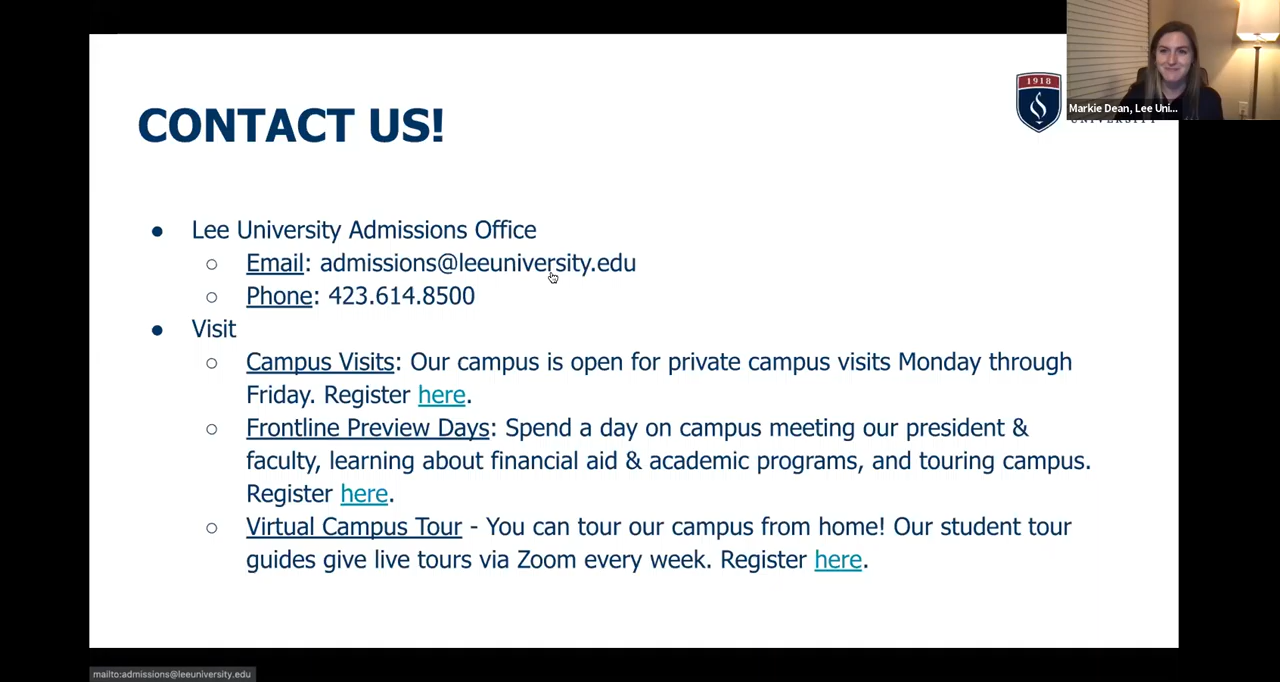 1918
UNIVERSITY
Markie Dean, Lee Uni...
CONTACT US!
● Lee University Admissions Office
○ Email: admissions@leeuniversity.edu
○ Phone: 423.614.8500
● Visit
○ Campus Visits: Our campus is open for private campus visits Monday through
Friday. Register here.
○ Frontline Preview Days: Spend a day on campus meeting our president &
faculty, learning about financial aid & academic programs, and touring campus.
Register here.
○ Virtual Campus Tour - You can tour our campus from home! Our student tour
guides give live tours via Zoom every week. Register here.
mailto:admissions@leeuniversity.edu